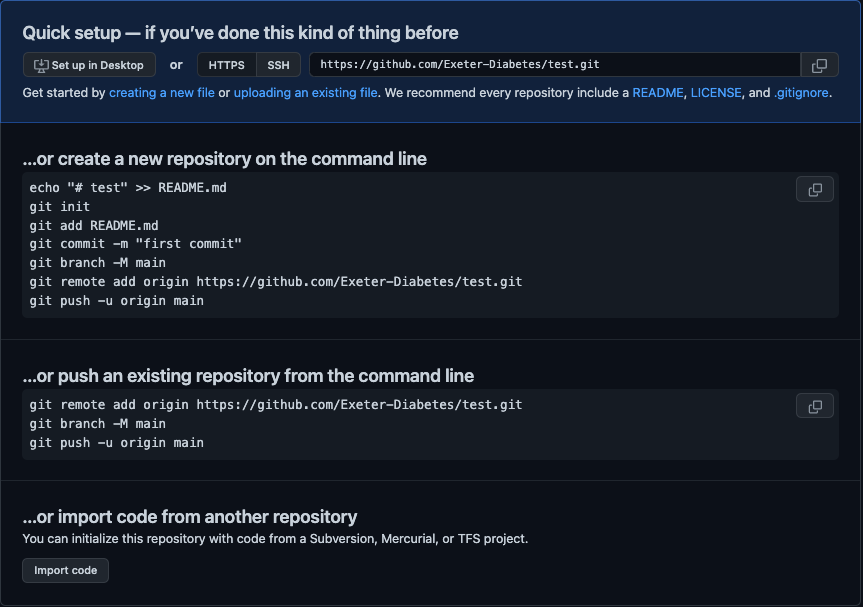 Quick setup — if you’ve done this kind of thing before
Set up in Desktop or HTTPS SSH https://github.com/Exeter-Diabetes/test.git
Get started by creating a new file or uploading an existing file. We recommend every repository include a README, LICENSE, and .gitignore.
…or create a new repository on the command line
echo "# test" >> README.md
git init
git add README.md
git commit -m "first commit"
git branch -M main
git remote add origin https://github.com/Exeter-Diabetes/test.git
git push -u origin main
…or push an existing repository from the command line
git remote add origin https://github.com/Exeter-Diabetes/test.git
git branch -M main
git push -u origin main
…or import code from another repository
You can initialize this repository with code from a Subversion, Mercurial, or TFS project.
Import code